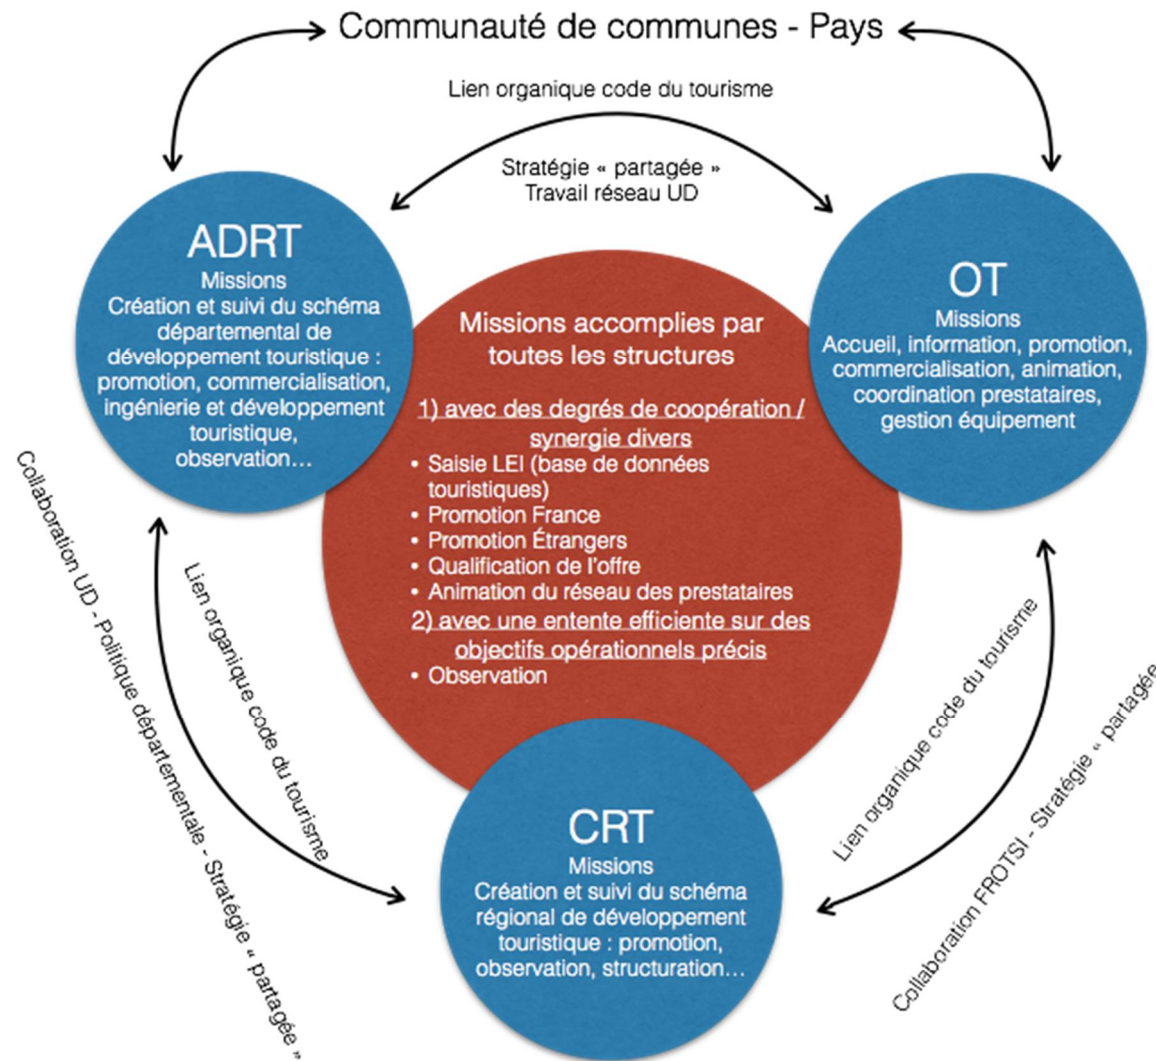 Communauté de communes - Pays
Lien organique code du tourisme
Stratégie « partagée »
Travail réseau UD
ADRT
Missions
Création et suivi du schéma
départemental de
développement touristique :
promotion, commercialisation,
ingénierie et développement
touristique,
observation…
OT
Missions
Accueil, information, promotion,
commercialisation, animation,
coordination prestataires,
gestion équipement
Missions accomplies par
toutes les structures
1) avec des degrés de coopération /
synergie divers
• Saisie LEI (base de données
touristiques)
• Promotion France
• Promotion Étrangers
• Qualification de l'offre
• Animation du réseau des prestataires
2) avec une entente efficiente sur des
objectifs opérationnels précis
• Observation
Collaboration UD - Politique départementale - Stratégie « partagée »
Lien organique code du tourisme
Lien organique code du tourisme
Collaboration FROTSI - Stratégie « partagée
CRT
Missions
Création et suivi du schéma
régional de développement
touristique : promotion,
observation, structuration…